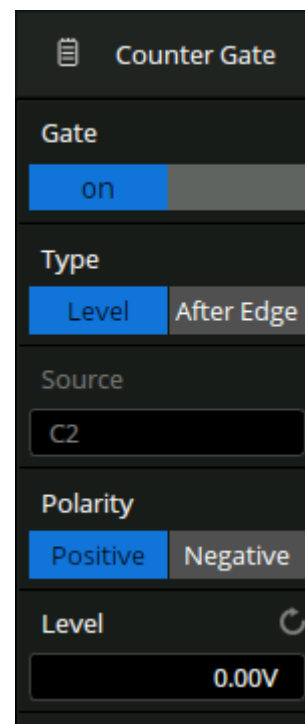 Counter Gate
Gate
on
Type
Level After Edge
Source
C2
Polarity
Positive Negative
Level
0.00V